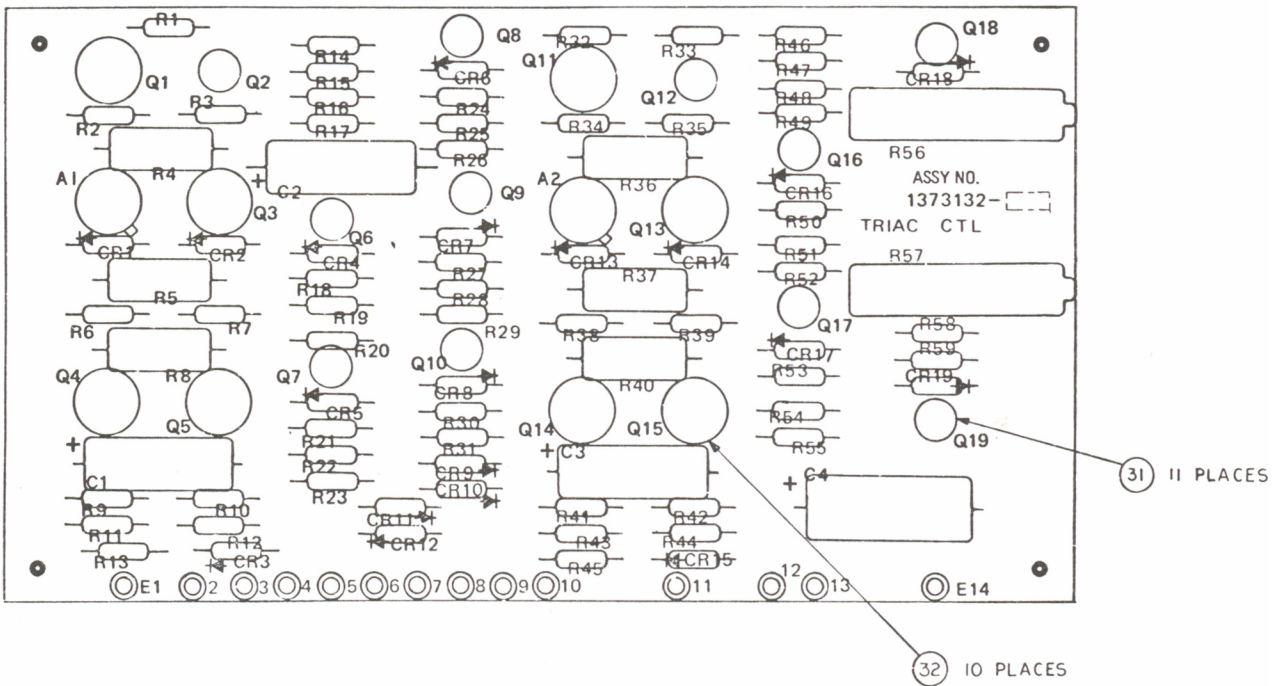 R1
Q1
Q2
R2
R3
R4
A1
Q3
CR1
CR2
R5
R6
R7
Q4
R8
Q5
+
C1
R9
R10
R11
R12
R13
CR3
R14
R15
R16
R17
+
C2
Q6
CR4
R18
R19
R20
Q7
CR5
R21
R22
R23
CR11
CR12
Q8
CR6
R24
R25
R26
Q9
CR7
R27
R28
R29
Q10
CR8
R30
R31
CR9
CR10
R32
R33
Q11
Q12
R34
R35
R36
A2
Q13
CR13
CR14
R37
R38
R39
R40
Q14
Q15
+
C3
R41
R42
R43
R44
R45
CR15
R46
R47
R48
R49
Q16
CR16
R50
R51
R52
Q17
CR17
R53
R54
R55
+
C4
Q18
CR18
R56
ASSY NO.
1373132-
TRIAC CTL
R57
R58
R59
CR19
Q19
E1
2
3
4
5
6
7
8
9
10
11
12
13
E14
31 11 PLACES
32 10 PLACES